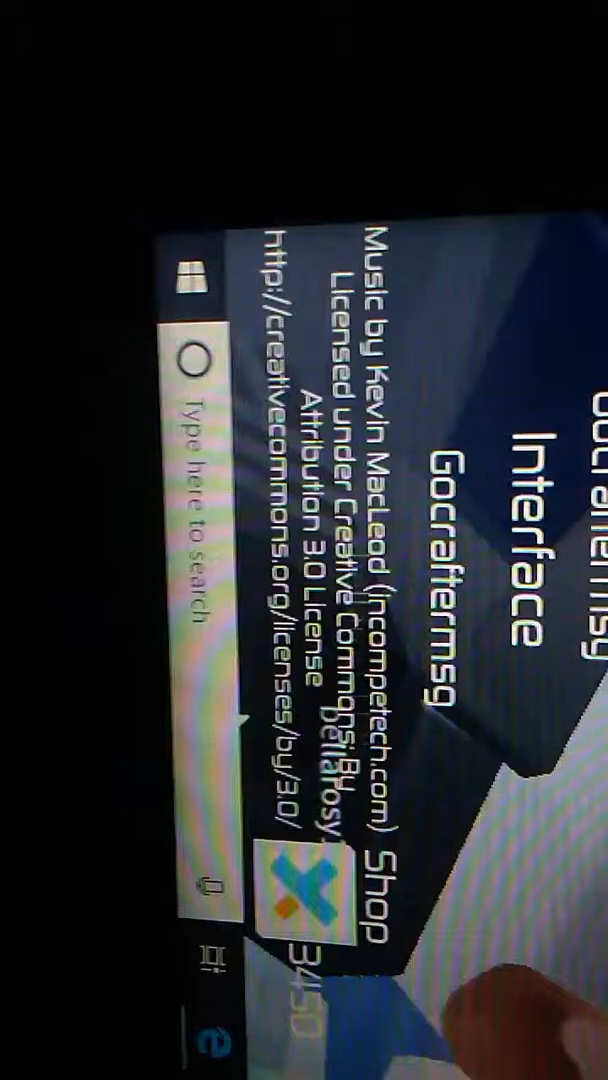 Interface
Gocraftermsg
Music by Kevin MacLeod (incompetech.com)
Licensed under Creative Commons: By
Attribution 3.0 License
http://creativecommons.org/licenses/by/3.0/
bellarosy
Shop
3450
Type here to search